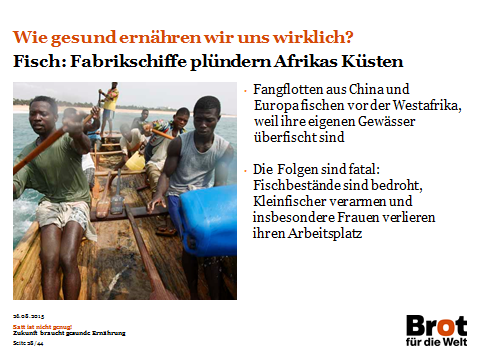 Wie gesund ernähren wir uns wirklich?
Fisch: Fabrikschiffe plündern Afrikas Küsten
· Fangflotten aus China und
Europa fischen vor der Westafrika,
weil ihre eigenen Gewässer
überfischt sind
· Die Folgen sind fatal:
Fischbestände sind bedroht,
Kleinfischer verarmen und
insbesondere Frauen verlieren
ihren Arbeitsplatz
26.08.2015
Satt ist nicht genug!
Zukunft braucht gesunde Ernährung
Seite 28/44
Brot
für die Welt